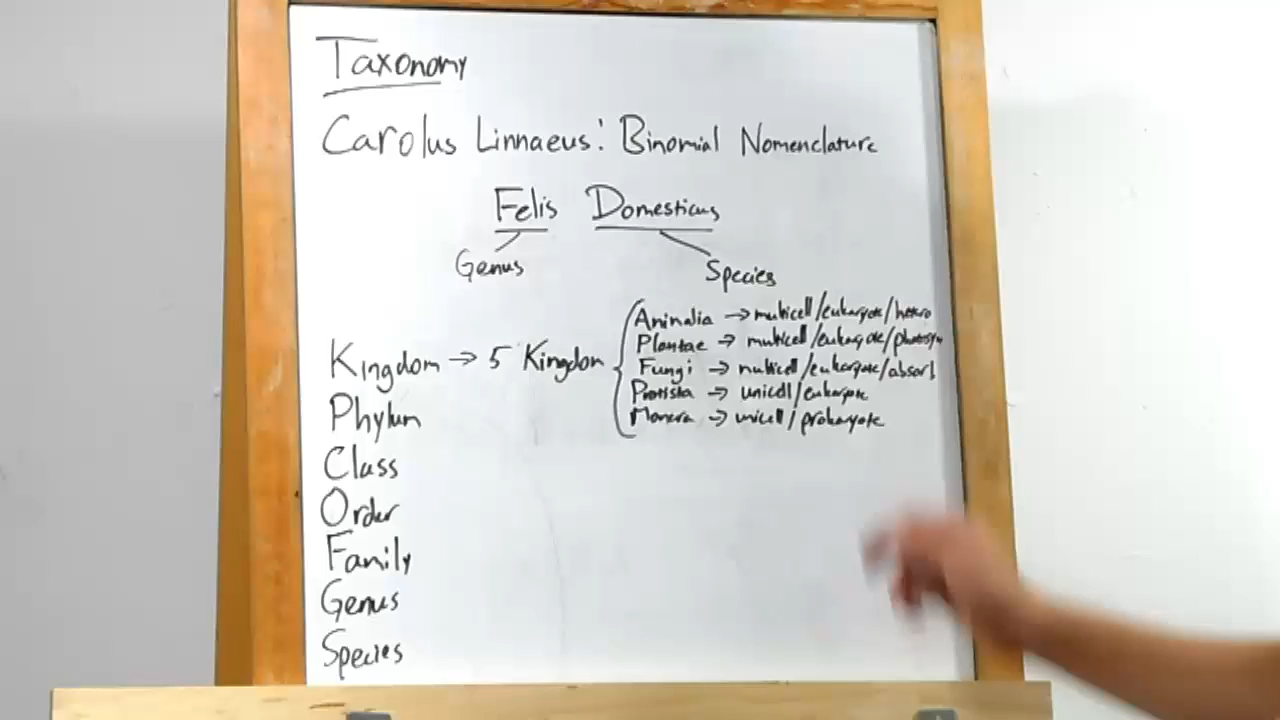 Taxonomy
Carolus Linnaeus: Binomial Nomenclature
Felis Domesticus
Genus Species
Kingdom → 5 Kingdom
Animalia → multicell/eukaryote/hetero
Plantae → multicell/eukaryote/photosyn
Fungi → multicell/eukaryote/absorb
Protista → unicell/eukaryote
Monera → unicell/prokaryote
Phylum
Class
Order
Family
Genus
Species